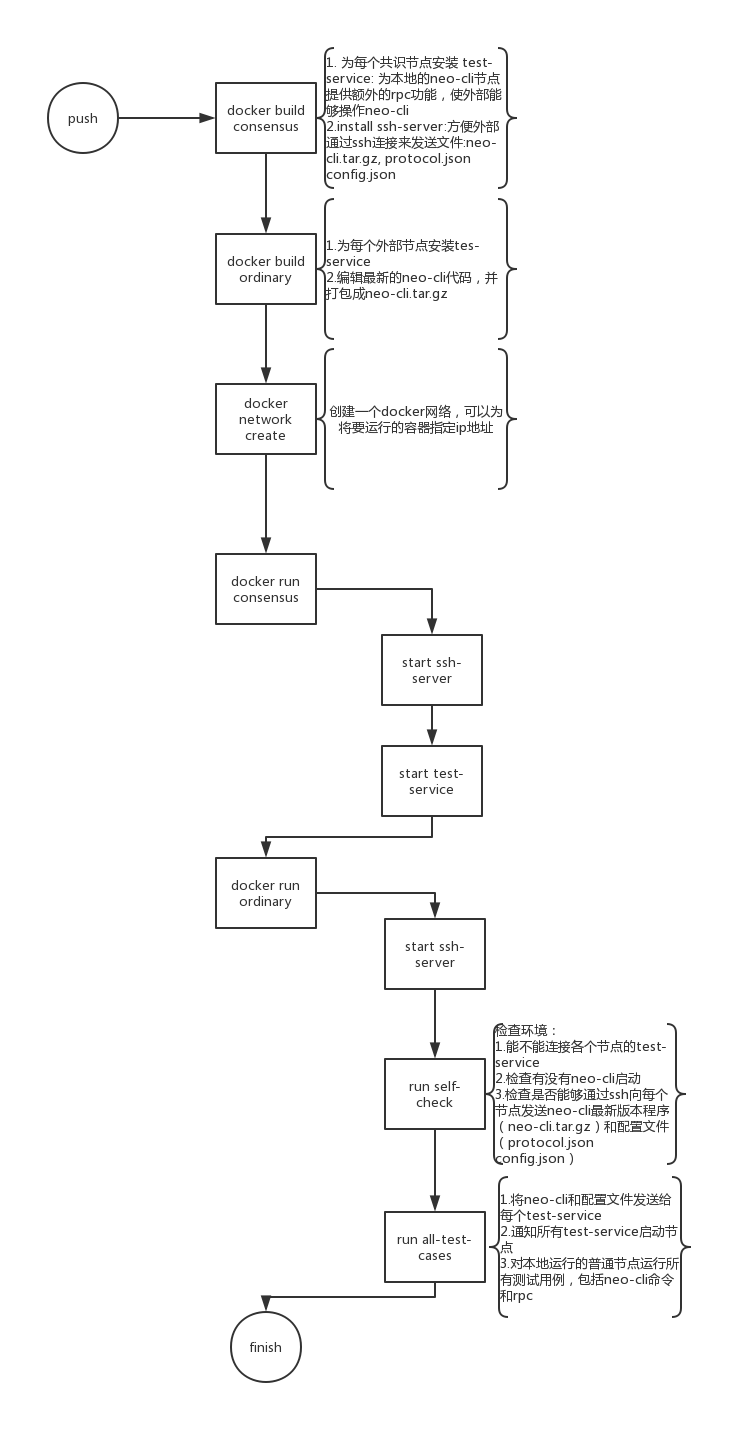 push
docker build
consensus
1. 为每个共识节点安装 test-
service: 为本地的neo-cli节点
提供额外的rpc功能，使外部能
够操作neo-cli
2.install ssh-server:方便外部
通过ssh连接来发送文件:neo-
cli.tar.gz, protocol.json
config.json
docker build
ordinary
1.为每个外部节点安装tes-
service
2.编辑最新的neo-cli代码，并
打包成neo-cli.tar.gz
docker
network
create
创建一个docker网络，可以为
将要运行的容器指定ip地址
docker run
consensus
start ssh-
server
start test-
service
docker run
ordinary
start ssh-
server
run self-
check
检查环境：
1.能不能连接各个节点的test-
service
2.检查有没有neo-cli启动
3.检查是否能够通过ssh向每个
节点发送neo-cli最新版本程序
（neo-cli.tar.gz）和配置文件
（protocol.json
config.json）
run all-test-
cases
1.将neo-cli和配置文件发送给
每个test-service
2.通知所有test-service启动节
点
3.对本地运行的普通节点运行所
有测试用例，包括neo-cli命令
和rpc
finish